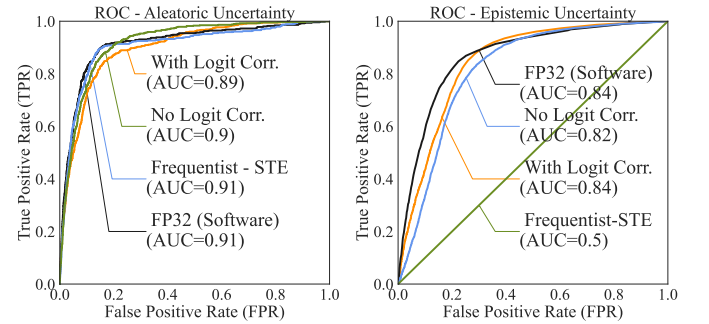 ROC - Aleatoric Uncertainty
True Positive Rate (TPR)
1.0
0.8
0.6
0.4
0.2
0.0
With Logit Corr.
(AUC=0.89)
No Logit Corr.
(AUC=0.9)
Frequentist - STE
(AUC=0.91)
FP32 (Software)
(AUC=0.91)
0.0 0.2 0.4 0.6 0.8 1.0
False Positive Rate (FPR)
ROC - Epistemic Uncertainty
True Positive Rate (TPR)
1.0
0.8
0.6
0.4
0.2
0.0
FP32 (Software)
(AUC=0.84)
No Logit Corr.
(AUC=0.82)
With Logit Corr.
(AUC=0.84)
Frequentist-STE
(AUC=0.5)
0.0 0.2 0.4 0.6 0.8 1.0
False Positive Rate (FPR)